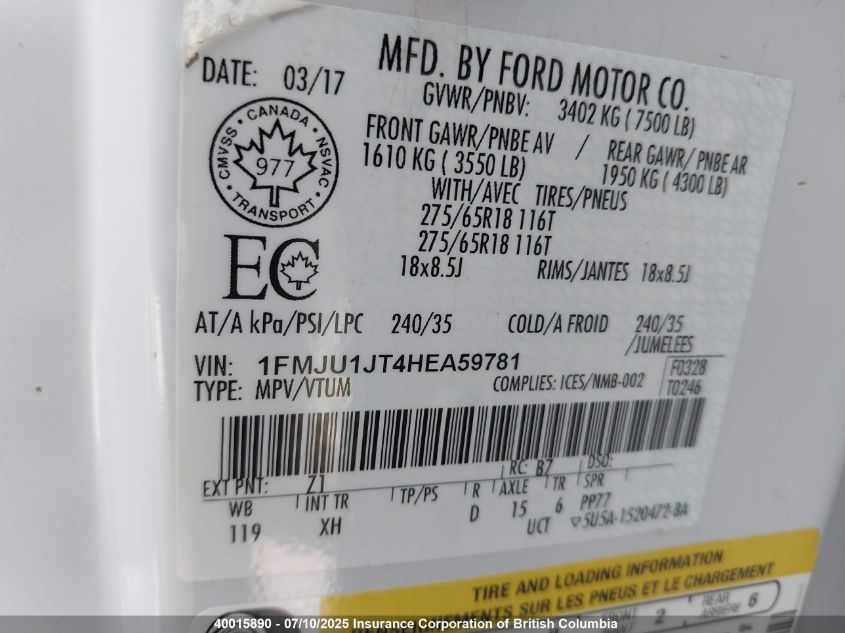 MFD. BY FORD MOTOR CO.
DATE: 03/17
GVWR/PNBV: 3402 KG ( 7500 LB)
FRONT GAWR/PNBE AV / REAR GAWR/ PNBE AR
1610 KG ( 3550 LB) 1950 KG ( 4300 LB)
WITH/AVEC TIRES/PNEUS
275/65R18 116T
275/65R18 116T
18x8.5J RIMS/JANTES 18x8.5J
CANADA
CMVSS NSVAC
977
TRANSPORT
EC
AT/A kPa/PSI/LPC 240/35 COLD/A FROID 240/35
/JUMELEES
VIN: 1FMJU1JT4HEA59781
F0328
TYPE: MPV/VTUM COMPLIES: ICES/NMB-002 T0246
RC: B7 DSO:
EXT PNT: Z1
WB INT TR TP/PS R AXLE TR SPR
119 XH D 15 6 PP77
UCT 5U5A-1520472-BA
TIRE AND LOADING INFORMATION
RENSEIGNEMENTS SUR LES PNEUS ET LE CHARGEMENT
FRONT 2 REAR 6
ARRIÈRE
40015890 - 07/10/2025 Insurance Corporation of British Columbia